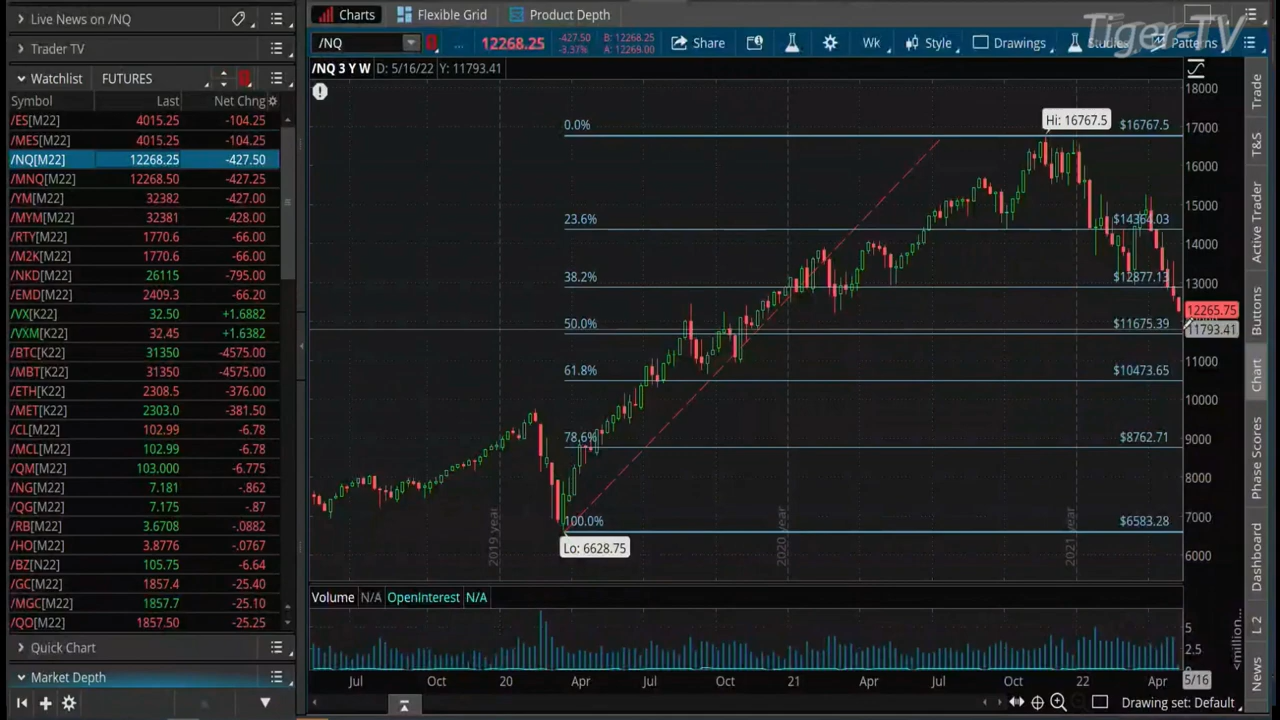 Live News on /NQ
Charts
Flexible Grid
Product Depth
Tiger-TV
Trader TV
/NQ
...
12268.25
-427.50
-3.37%
B: 12268.25
A: 12269.00
Share
Wk
Style
Drawings
Studies
Patterns
Watchlist
FUTURES
/NQ 3 Y W
D: 5/16/22
Y: 11793.41
Symbol Last Net Chng
/ES[M22] 4015.25 -104.25
/MES[M22] 4015.25 -104.25
/NQ[M22] 12268.25 -427.50
/MNQ[M22] 12268.50 -427.25
/YM[M22] 32382 -427.00
/MYM[M22] 32381 -428.00
/RTY[M22] 1770.6 -66.00
/M2K[M22] 1770.6 -66.00
/NKD[M22] 26115 -795.00
/EMD[M22] 2409.3 -66.20
/VX[K22] 32.50 +1.6882
/VXM[K22] 32.45 +1.6382
/BTC[K22] 31350 -4575.00
/MBT[K22] 31350 -4575.00
/ETH[K22] 2308.5 -376.00
/MET[K22] 2303.0 -381.50
/CL[M22] 102.99 -6.78
/MCL[M22] 102.99 -6.78
/QM[M22] 103.000 -6.775
/NG[M22] 7.181 -.862
/QG[M22] 7.175 -.87
/RB[M22] 3.6708 -.0882
/HO[M22] 3.8776 -.0767
/BZ[N22] 105.75 -6.64
/GC[M22] 1857.4 -25.40
/MGC[M22] 1857.7 -25.10
/QO[M22] 1857.50 -25.25
Quick Chart
Market Depth
Hi: 16767.5
0.0% $16767.5
23.6% $14364.03
38.2% $12877.13
50.0% $11675.39
61.8% $10473.65
78.6% $8762.71
100.0% $6583.28
Lo: 6628.75
2019 year
2020 year
2021 year
18000
17000
16000
15000
14000
13000
12265.75
11793.41
11000
10000
9000
8000
7000
6000
Volume N/A OpenInterest N/A
5
2.5
0
<million...
Jul Oct 20 Apr Jul Oct 21 Apr Jul Oct 22 Apr 5/16
Drawing set: Default
Trade
T&S
Active Trader
Buttons
Chart
Phase Scores
Dashboard
L 2
News